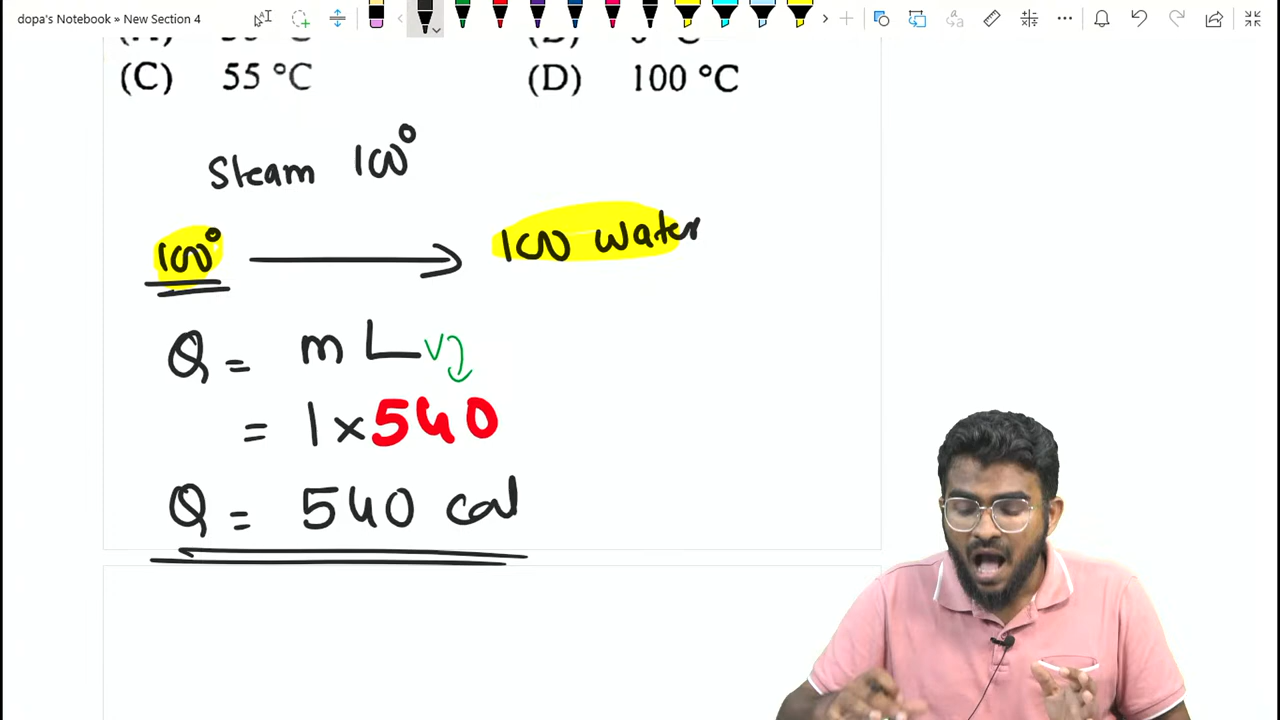 dopa's Notebook » New Section 4
(C) 55 °C (D) 100 °C
Steam 100°
100° → 100 water
Q = m Lv
= 1 × 540
Q = 540 cal